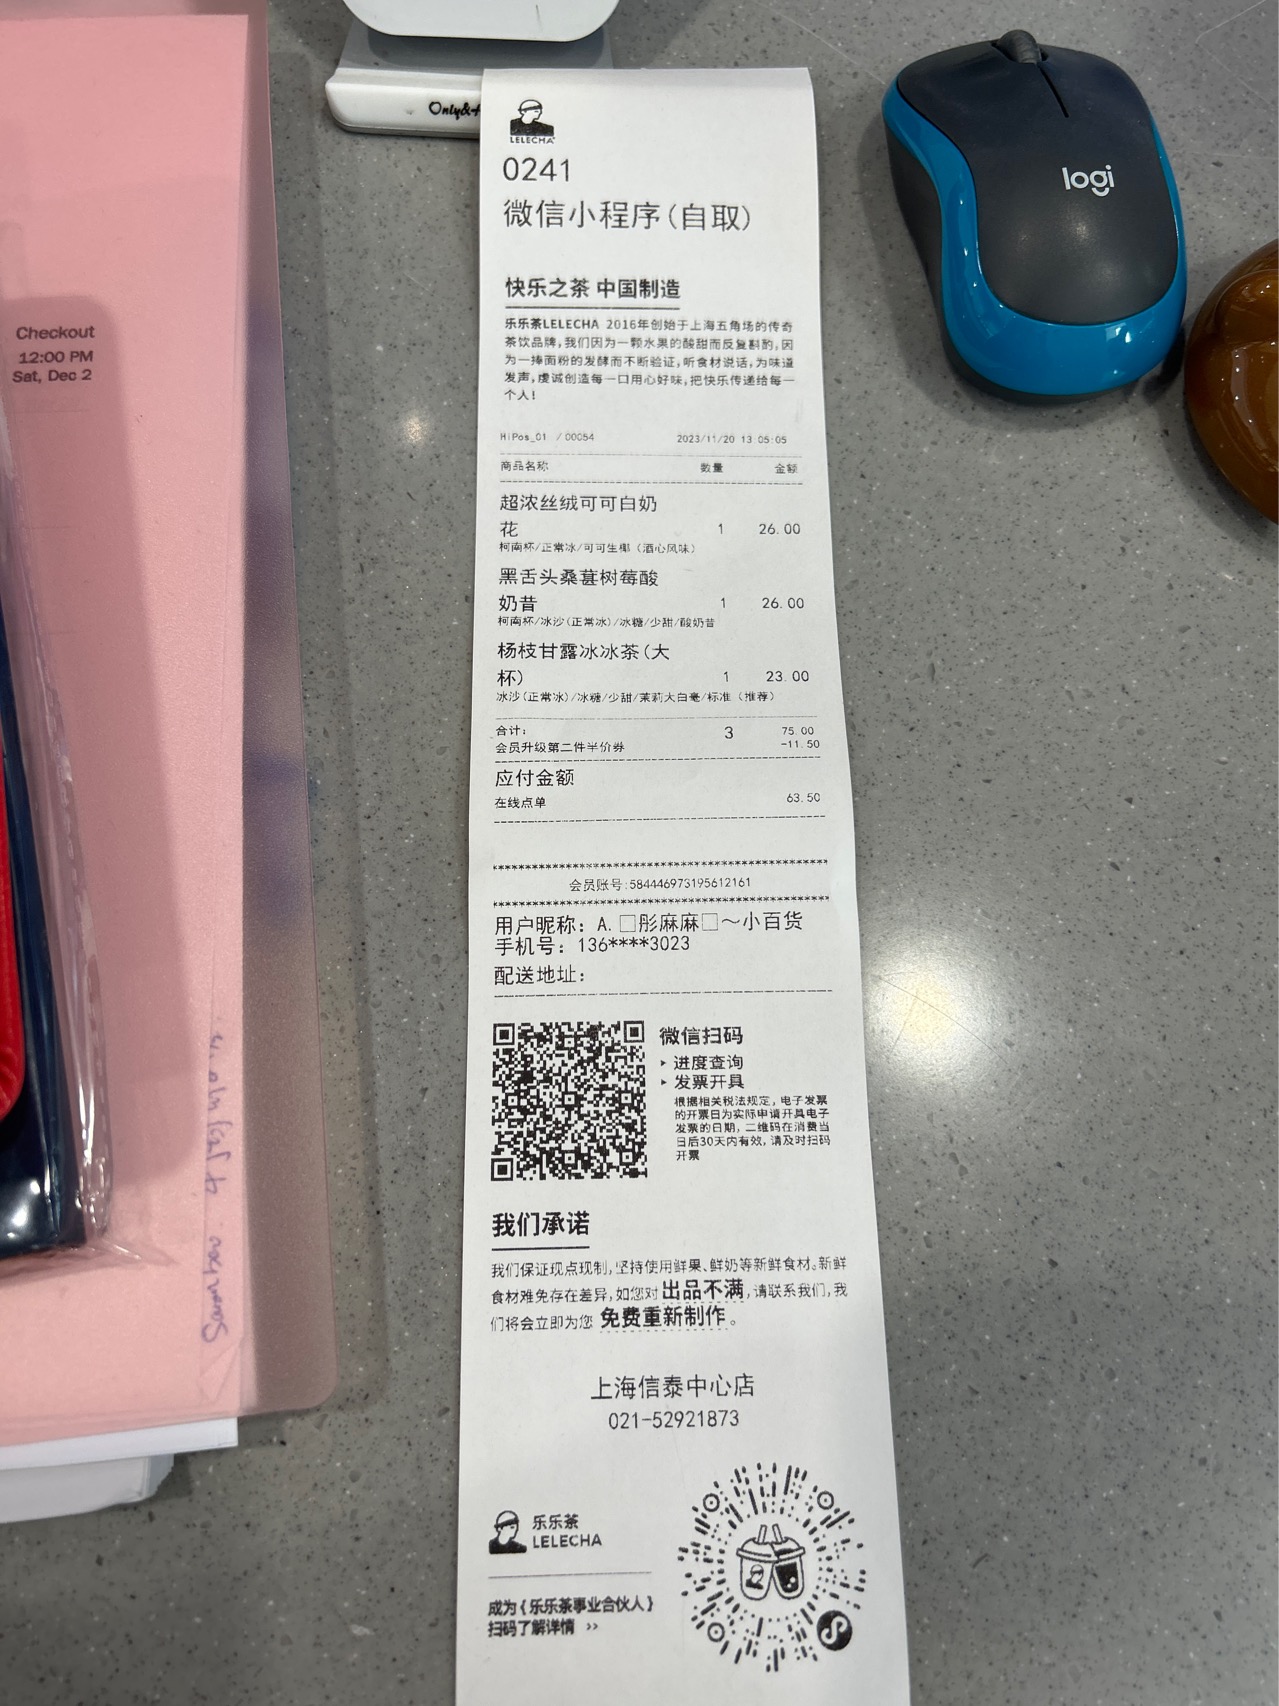 Only&
LELECHA
0241
微信小程序(自取)
快乐之茶 中国制造
乐乐茶LELECHA 2016年创始于上海五角场的传奇
茶饮品牌,我们因为一颗水果的酸甜而反复斟酌,因
为一捧面粉的发酵而不断验证,听食材说话,为味道
发声,虔诚创造每一口用心好味,把快乐传递给每一
个人!
HiPos_01 /00054 2023/11/20 13:05:05
商品名称 数量 金额
超浓丝绒可可白奶
花 1 26.00
柯南杯/正常冰/可可生椰(酒心风味)
黑舌头桑葚树莓酸
奶昔 1 26.00
柯南杯/冰沙(正常冰)/冰糖/少甜/酸奶昔
杨枝甘露冰冰茶(大
杯) 1 23.00
冰沙(正常冰)/冰糖/少甜/茉莉大白毫/标准(推荐)
合计: 3 75.00
会员升级第二件半价券 -11.50
应付金额
在线点单 63.50
会员账号:584446973195612161
用户昵称: A.□彤麻麻□～小百货
手机号: 136****3023
配送地址:
微信扫码
▸ 进度查询
▸ 发票开具
根据相关税法规定, 电子发票
的开票日为实际申请开具电子
发票的日期, 二维码在消费当
日后30天内有效, 请及时扫码
开票
我们承诺
我们保证现点现制,坚持使用鲜果、鲜奶等新鲜食材。新鲜
食材难免存在差异,如您对出品不满,请联系我们,我
们将会立即为您 免费重新制作。
上海信泰中心店
021-52921873
乐乐茶
LELECHA
成为《乐乐茶事业合伙人》
扫码了解详情 >>
logi
Checkout
12:00 PM
Sat, Dec 2